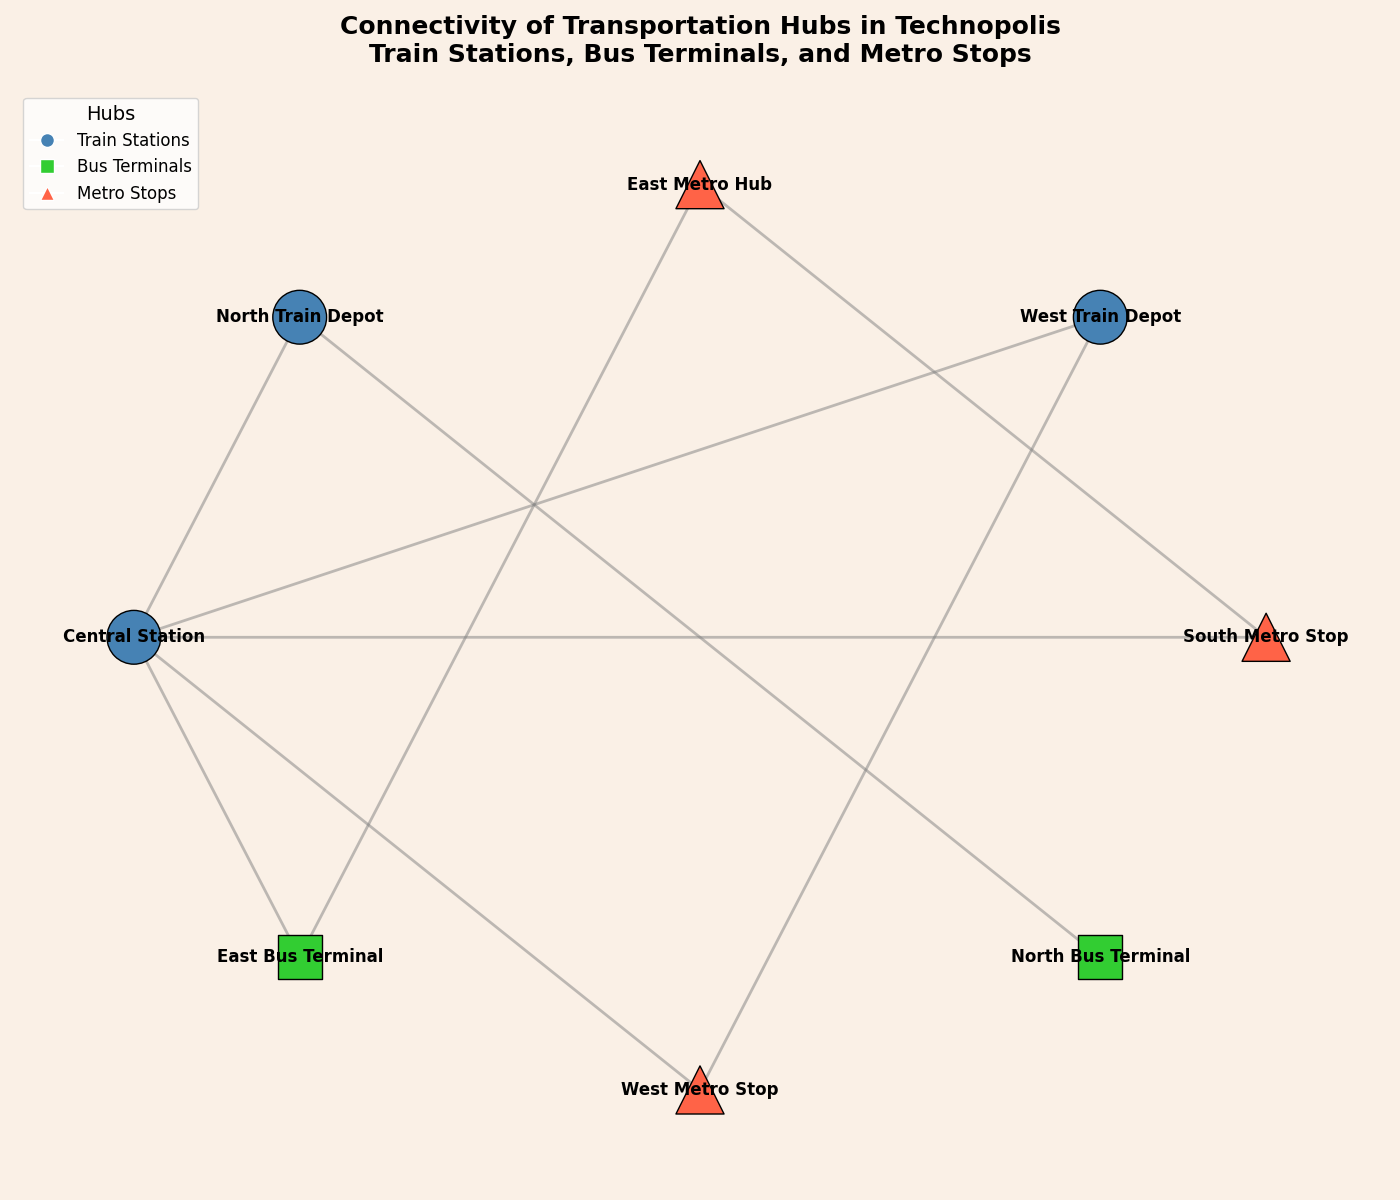 Connectivity of Transportation Hubs in Technopolis
Train Stations, Bus Terminals, and Metro Stops
Hubs
Train Stations
Bus Terminals
Metro Stops
East Metro Hub
North Train Depot
West Train Depot
Central Station
South Metro Stop
East Bus Terminal
North Bus Terminal
West Metro Stop